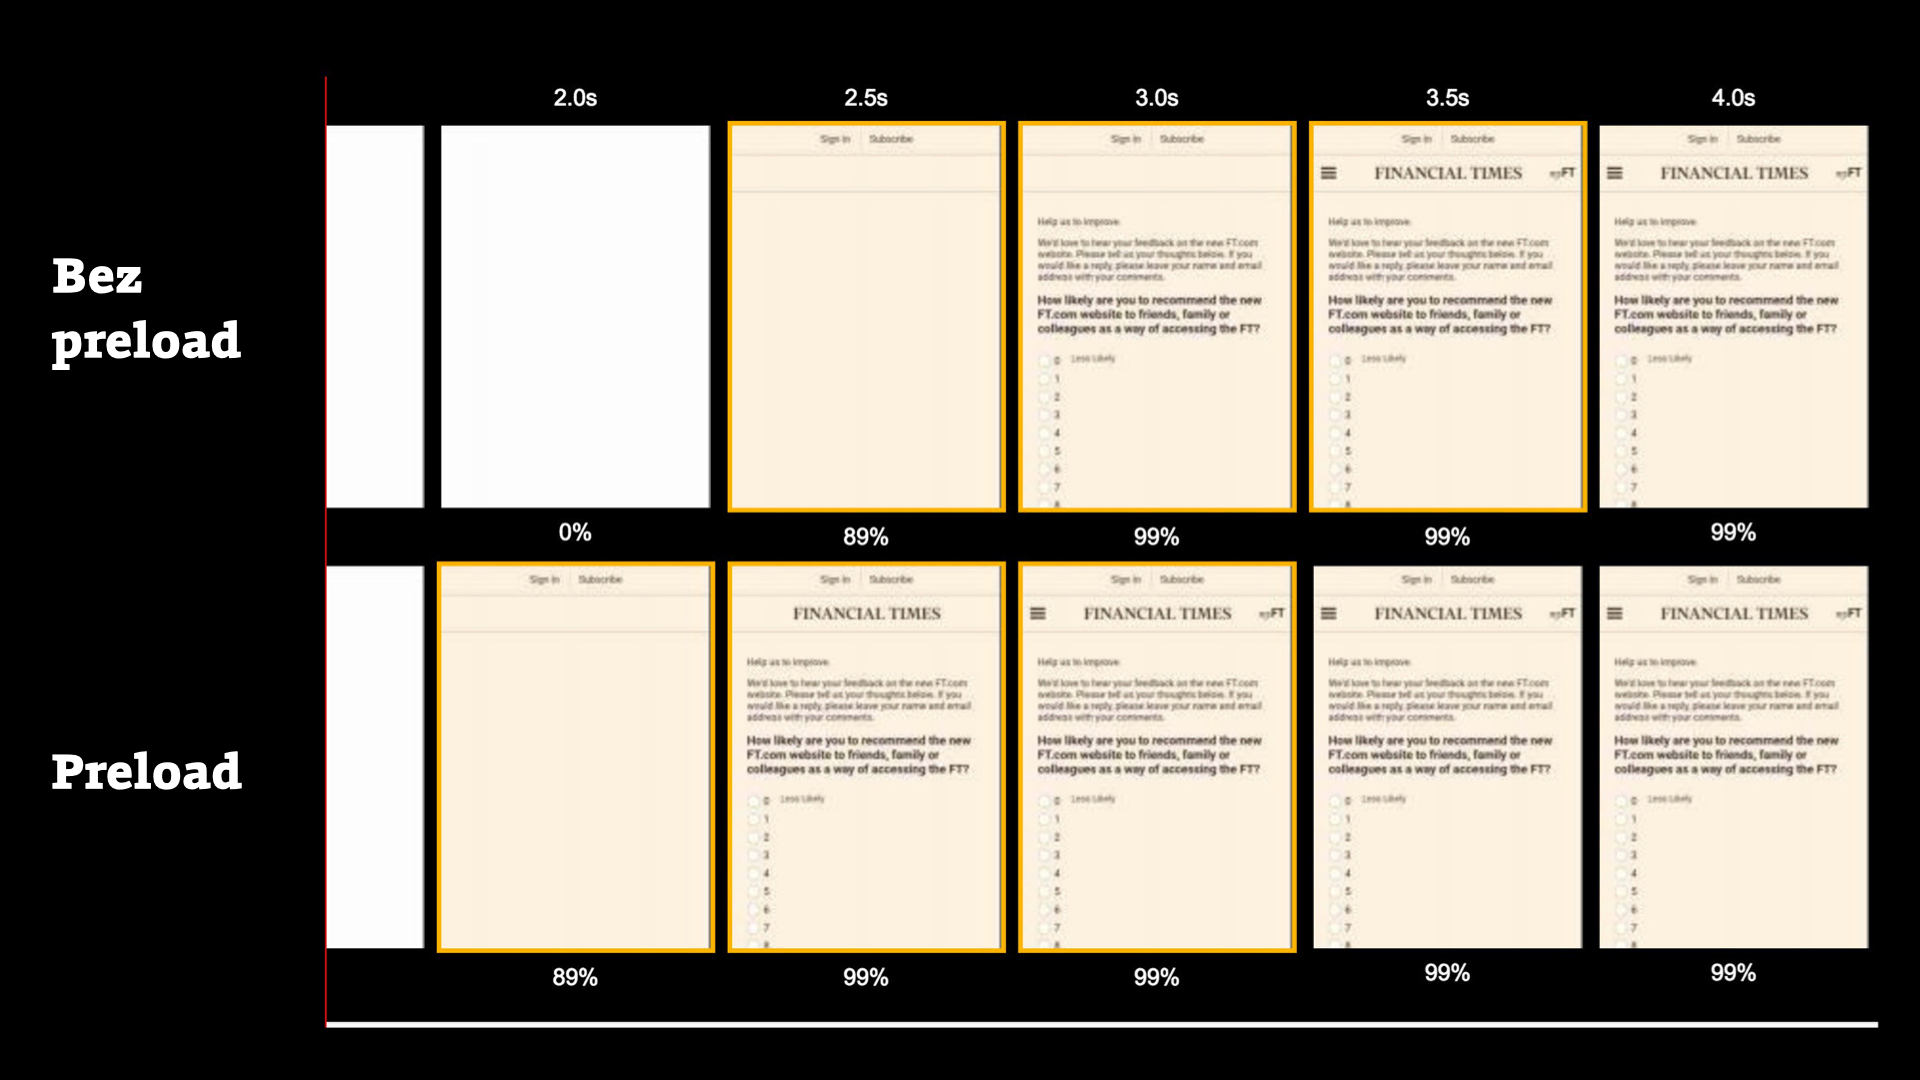 2.0s
2.5s
3.0s
3.5s
4.0s
Bez
preload
Sign In Subscribe
Sign In Subscribe
Help us to improve.
We'd love to hear your feedback on the new FT.com
website. Please tell us your thoughts below. If you
would like a reply, please leave your name and email
address with your comments.
How likely are you to recommend the new
FT.com website to friends, family or
colleagues as a way of accessing the FT?
0 Less Likely
1
2
3
4
5
6
7
8
Sign In Subscribe
FINANCIAL TIMES myFT
Help us to improve.
We'd love to hear your feedback on the new FT.com
website. Please tell us your thoughts below. If you
would like a reply, please leave your name and email
address with your comments.
How likely are you to recommend the new
FT.com website to friends, family or
colleagues as a way of accessing the FT?
0 Less Likely
1
2
3
4
5
6
7
8
Sign In Subscribe
FINANCIAL TIMES myFT
Help us to improve.
We'd love to hear your feedback on the new FT.com
website. Please tell us your thoughts below. If you
would like a reply, please leave your name and email
address with your comments.
How likely are you to recommend the new
FT.com website to friends, family or
colleagues as a way of accessing the FT?
0 Less Likely
1
2
3
4
5
6
7
8
0%
89%
99%
99%
99%
Preload
Sign In Subscribe
Sign In Subscribe
FINANCIAL TIMES
Help us to improve.
We'd love to hear your feedback on the new FT.com
website. Please tell us your thoughts below. If you
would like a reply, please leave your name and email
address with your comments.
How likely are you to recommend the new
FT.com website to friends, family or
colleagues as a way of accessing the FT?
0 Less Likely
1
2
3
4
5
6
7
8
Sign In Subscribe
FINANCIAL TIMES myFT
Help us to improve.
We'd love to hear your feedback on the new FT.com
website. Please tell us your thoughts below. If you
would like a reply, please leave your name and email
address with your comments.
How likely are you to recommend the new
FT.com website to friends, family or
colleagues as a way of accessing the FT?
0 Less Likely
1
2
3
4
5
6
7
8
Sign In Subscribe
FINANCIAL TIMES myFT
Help us to improve.
We'd love to hear your feedback on the new FT.com
website. Please tell us your thoughts below. If you
would like a reply, please leave your name and email
address with your comments.
How likely are you to recommend the new
FT.com website to friends, family or
colleagues as a way of accessing the FT?
0 Less Likely
1
2
3
4
5
6
7
8
Sign In Subscribe
FINANCIAL TIMES myFT
Help us to improve.
We'd love to hear your feedback on the new FT.com
website. Please tell us your thoughts below. If you
would like a reply, please leave your name and email
address with your comments.
How likely are you to recommend the new
FT.com website to friends, family or
colleagues as a way of accessing the FT?
0 Less Likely
1
2
3
4
5
6
7
8
89%
99%
99%
99%
99%